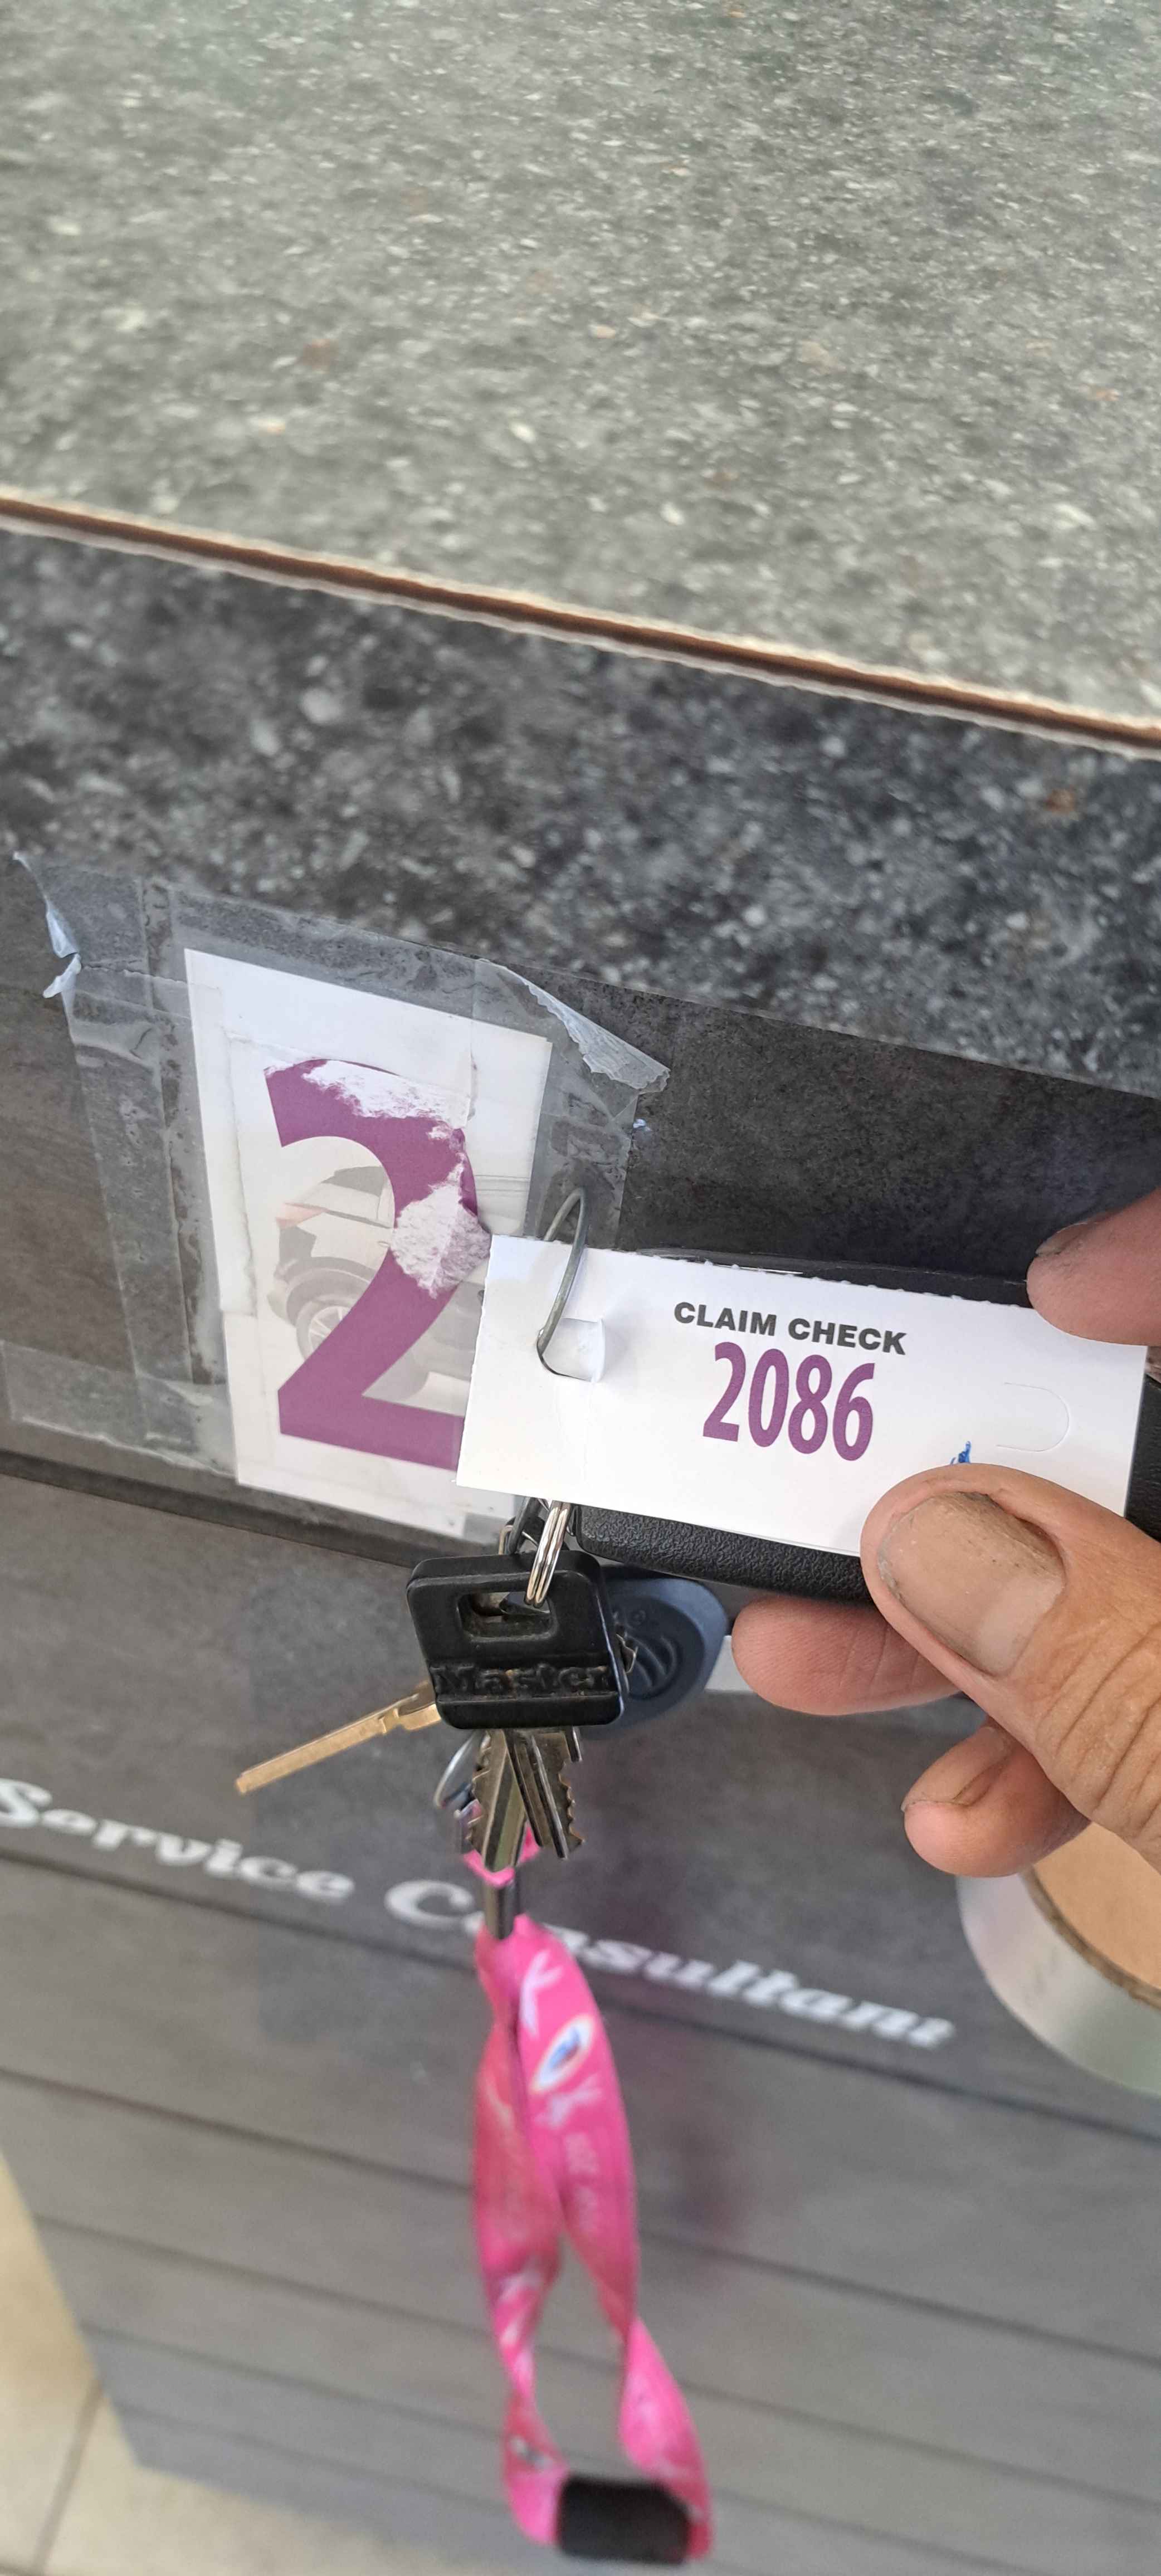 2
CLAIM CHECK
2086
Master
Service Consultant